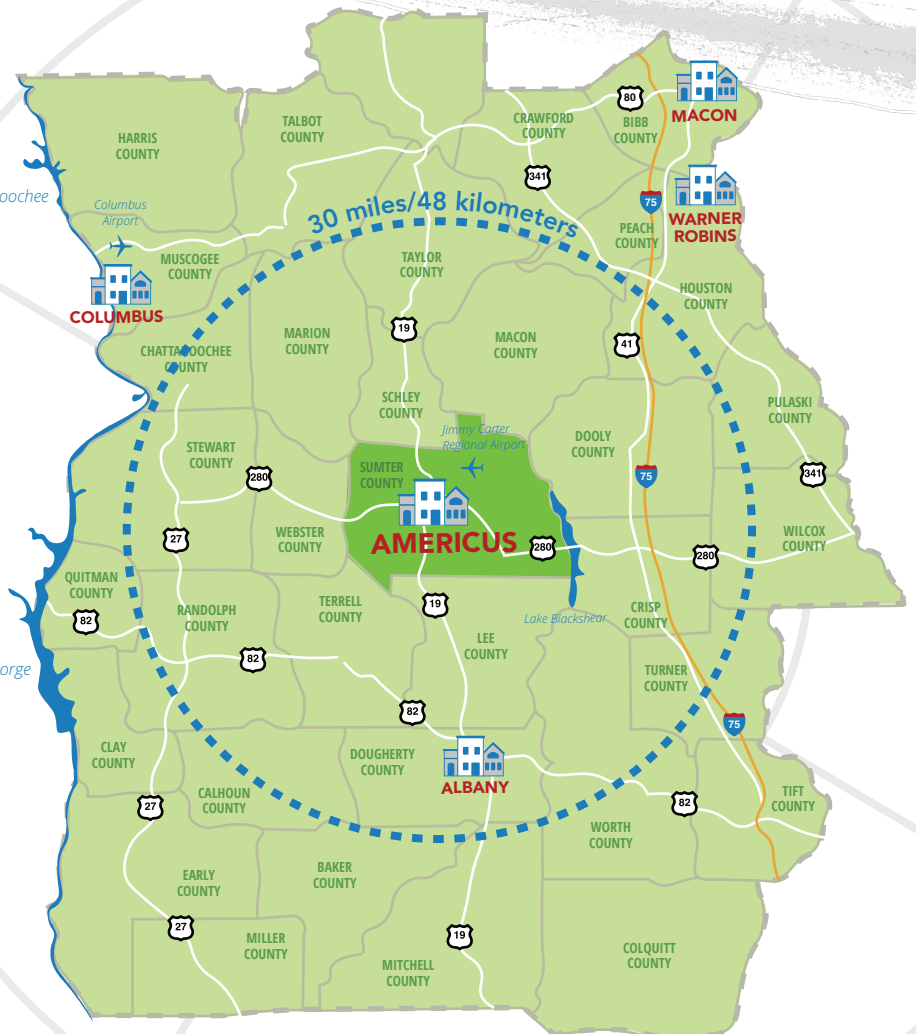 80
MACON
CRAWFORD
COUNTY
BIBB
COUNTY
TALBOT
COUNTY
HARRIS
COUNTY
341
75
oochee
Columbus
Airport
30 miles/48 kilometers
WARNER
ROBINS
PEACH
COUNTY
MUSCOGEE
COUNTY
TAYLOR
COUNTY
HOUSTON
COUNTY
COLUMBUS
19
MARION
COUNTY
MACON
COUNTY
41
CHATTAHOOCHEE
COUNTY
SCHLEY
COUNTY
PULASKI
COUNTY
Jimmy Carter
Regional Airport
DOOLY
COUNTY
STEWART
COUNTY
SUMTER
COUNTY
280
75
341
AMERICUS
27
WEBSTER
COUNTY
280
280
WILCOX
COUNTY
QUITMAN
COUNTY
82
RANDOLPH
COUNTY
TERRELL
COUNTY
19
Lake Blackshear
CRISP
COUNTY
LEE
COUNTY
orge
82
TURNER
COUNTY
82
75
CLAY
COUNTY
DOUGHERTY
COUNTY
ALBANY
CALHOUN
COUNTY
27
82
TIFT
COUNTY
WORTH
COUNTY
EARLY
COUNTY
BAKER
COUNTY
27
MILLER
COUNTY
19
MITCHELL
COUNTY
COLQUITT
COUNTY